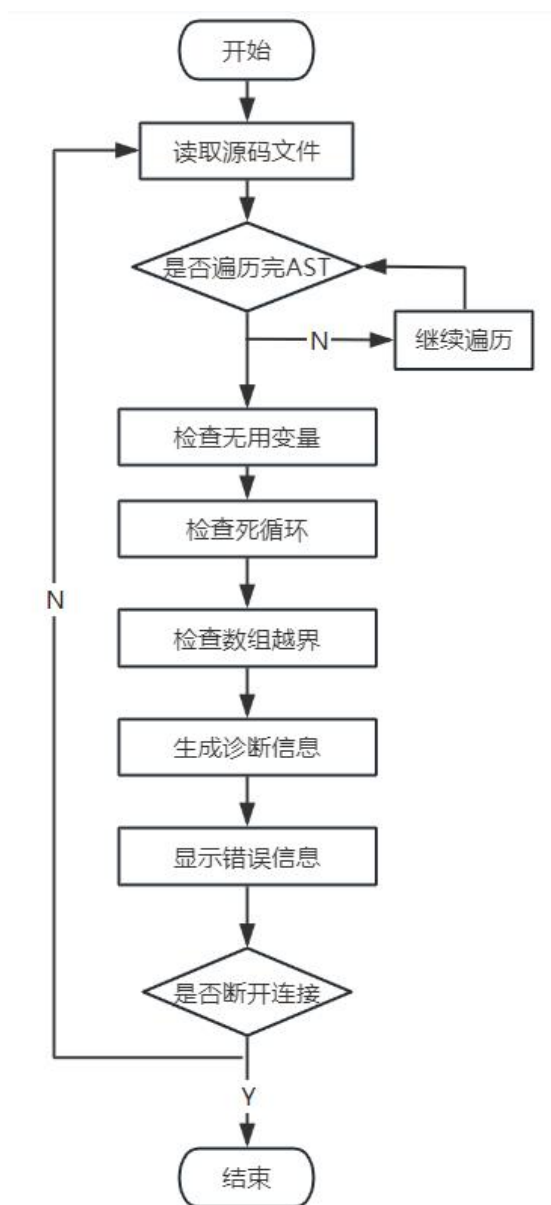 开始
读取源码文件
是否遍历完AST
N
继续遍历
检查无用变量
检查死循环
N
检查数组越界
生成诊断信息
显示错误信息
是否断开连接
Y
结束